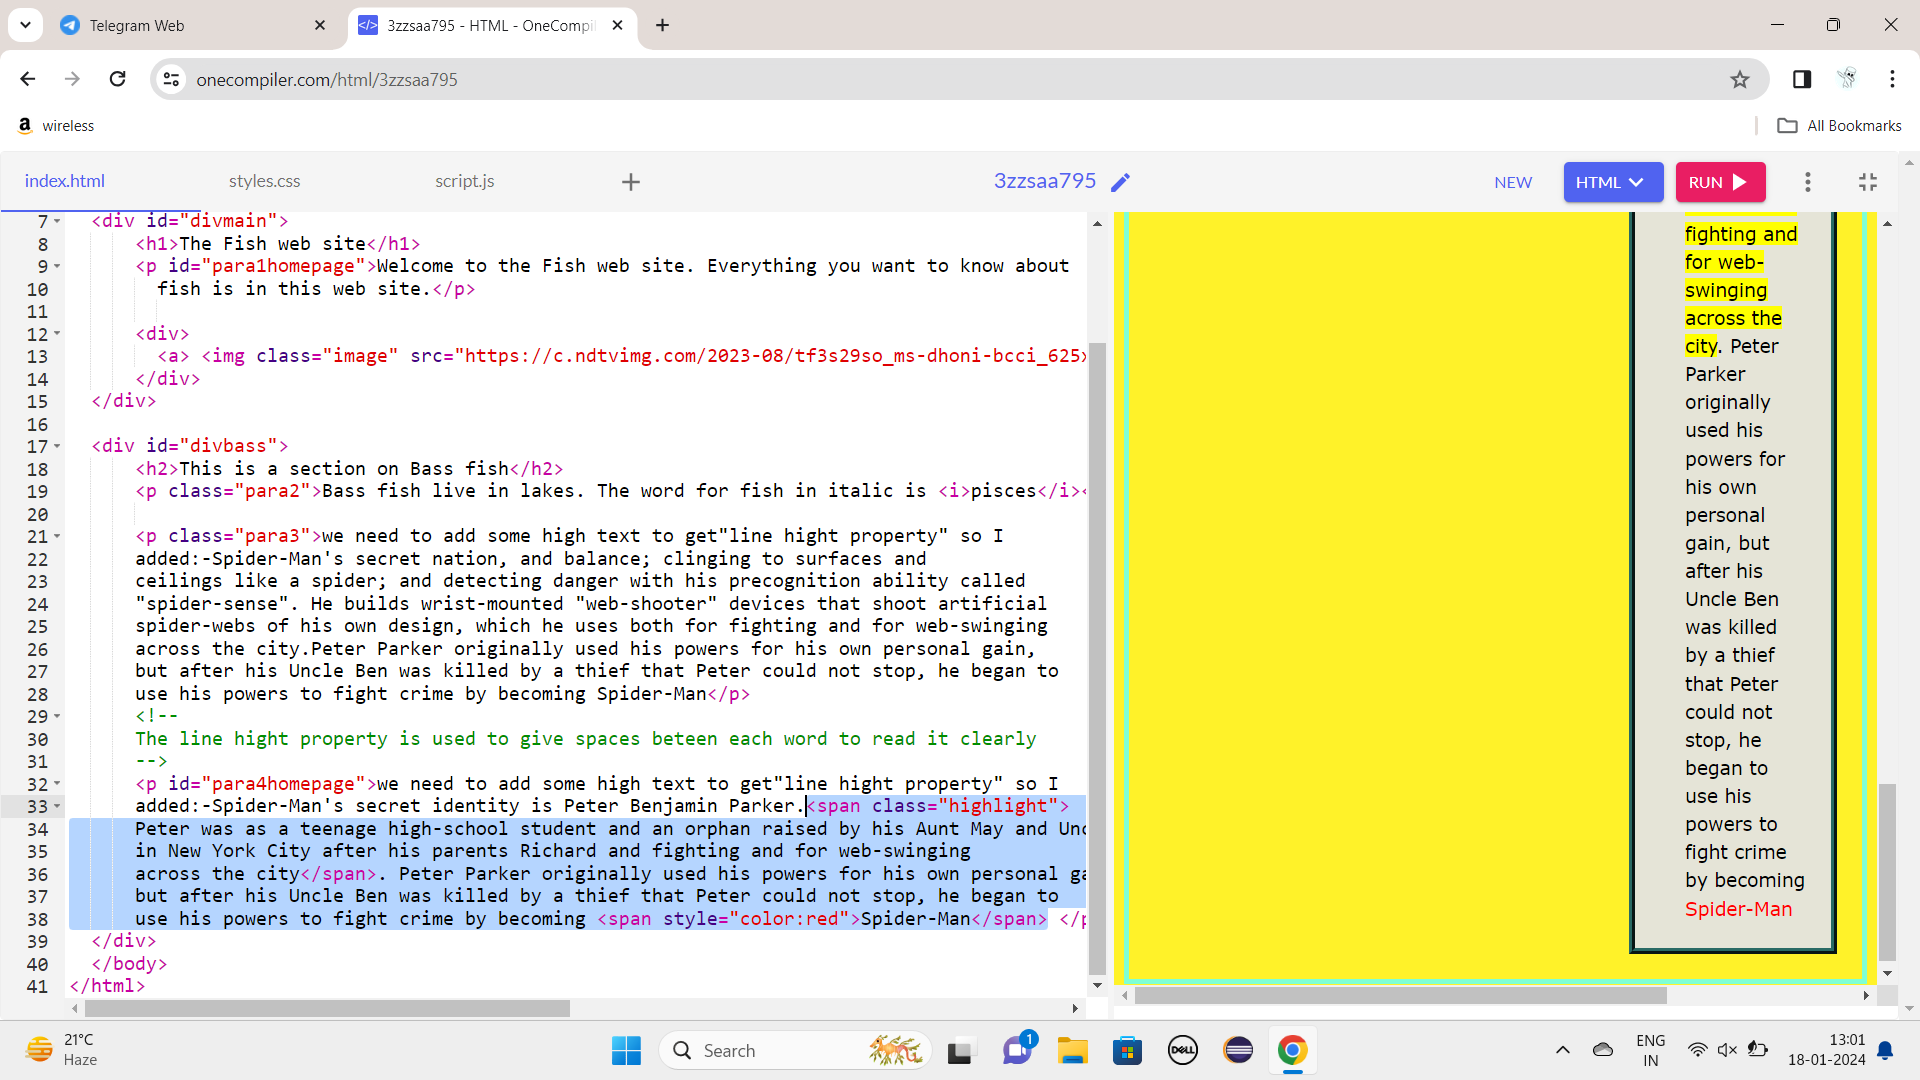 Telegram Web
3zzsaa795 - HTML - OneCompil
onecompiler.com/html/3zzsaa795
wireless
All Bookmarks
index.html
styles.css
script.js
3zzsaa795
NEW
HTML
RUN
7 <div id="divmain">
8 <h1>The Fish web site</h1>
9 <p id="para1homepage">Welcome to the Fish web site. Everything you want to know about
10 fish is in this web site.</p>
11
12 <div>
13 <a> <img class="image" src="https://c.ndtvimg.com/2023-08/tf3s29so_ms-dhoni-bcci_625x
14 </div>
15 </div>
16
17 <div id="divbass">
18 <h2>This is a section on Bass fish</h2>
19 <p class="para2">Bass fish live in lakes. The word for fish in italic is <i>pisces</i><
20
21 <p class="para3">we need to add some high text to get"line hight property" so I
22 added:-Spider-Man's secret nation, and balance; clinging to surfaces and
23 ceilings like a spider; and detecting danger with his precognition ability called
24 "spider-sense". He builds wrist-mounted "web-shooter" devices that shoot artificial
25 spider-webs of his own design, which he uses both for fighting and for web-swinging
26 across the city.Peter Parker originally used his powers for his own personal gain,
27 but after his Uncle Ben was killed by a thief that Peter could not stop, he began to
28 use his powers to fight crime by becoming Spider-Man</p>
29 <!--
30 The line hight property is used to give spaces beteen each word to read it clearly
31 -->
32 <p id="para4homepage">we need to add some high text to get"line hight property" so I
33 added:-Spider-Man's secret identity is Peter Benjamin Parker.<span class="highlight">
34 Peter was as a teenage high-school student and an orphan raised by his Aunt May and Unc
35 in New York City after his parents Richard and fighting and for web-swinging
36 across the city</span>. Peter Parker originally used his powers for his own personal ga
37 but after his Uncle Ben was killed by a thief that Peter could not stop, he began to
38 use his powers to fight crime by becoming <span style="color:red">Spider-Man</span> </p
39 </div>
40 </body>
41 </html>
fighting and
for web-
swinging
across the
city. Peter
Parker
originally
used his
powers for
his own
personal
gain, but
after his
Uncle Ben
was killed
by a thief
that Peter
could not
stop, he
began to
use his
powers to
fight crime
by becoming
Spider-Man
21°C
Haze
Search
1
DELL
ENG
IN
13:01
18-01-2024